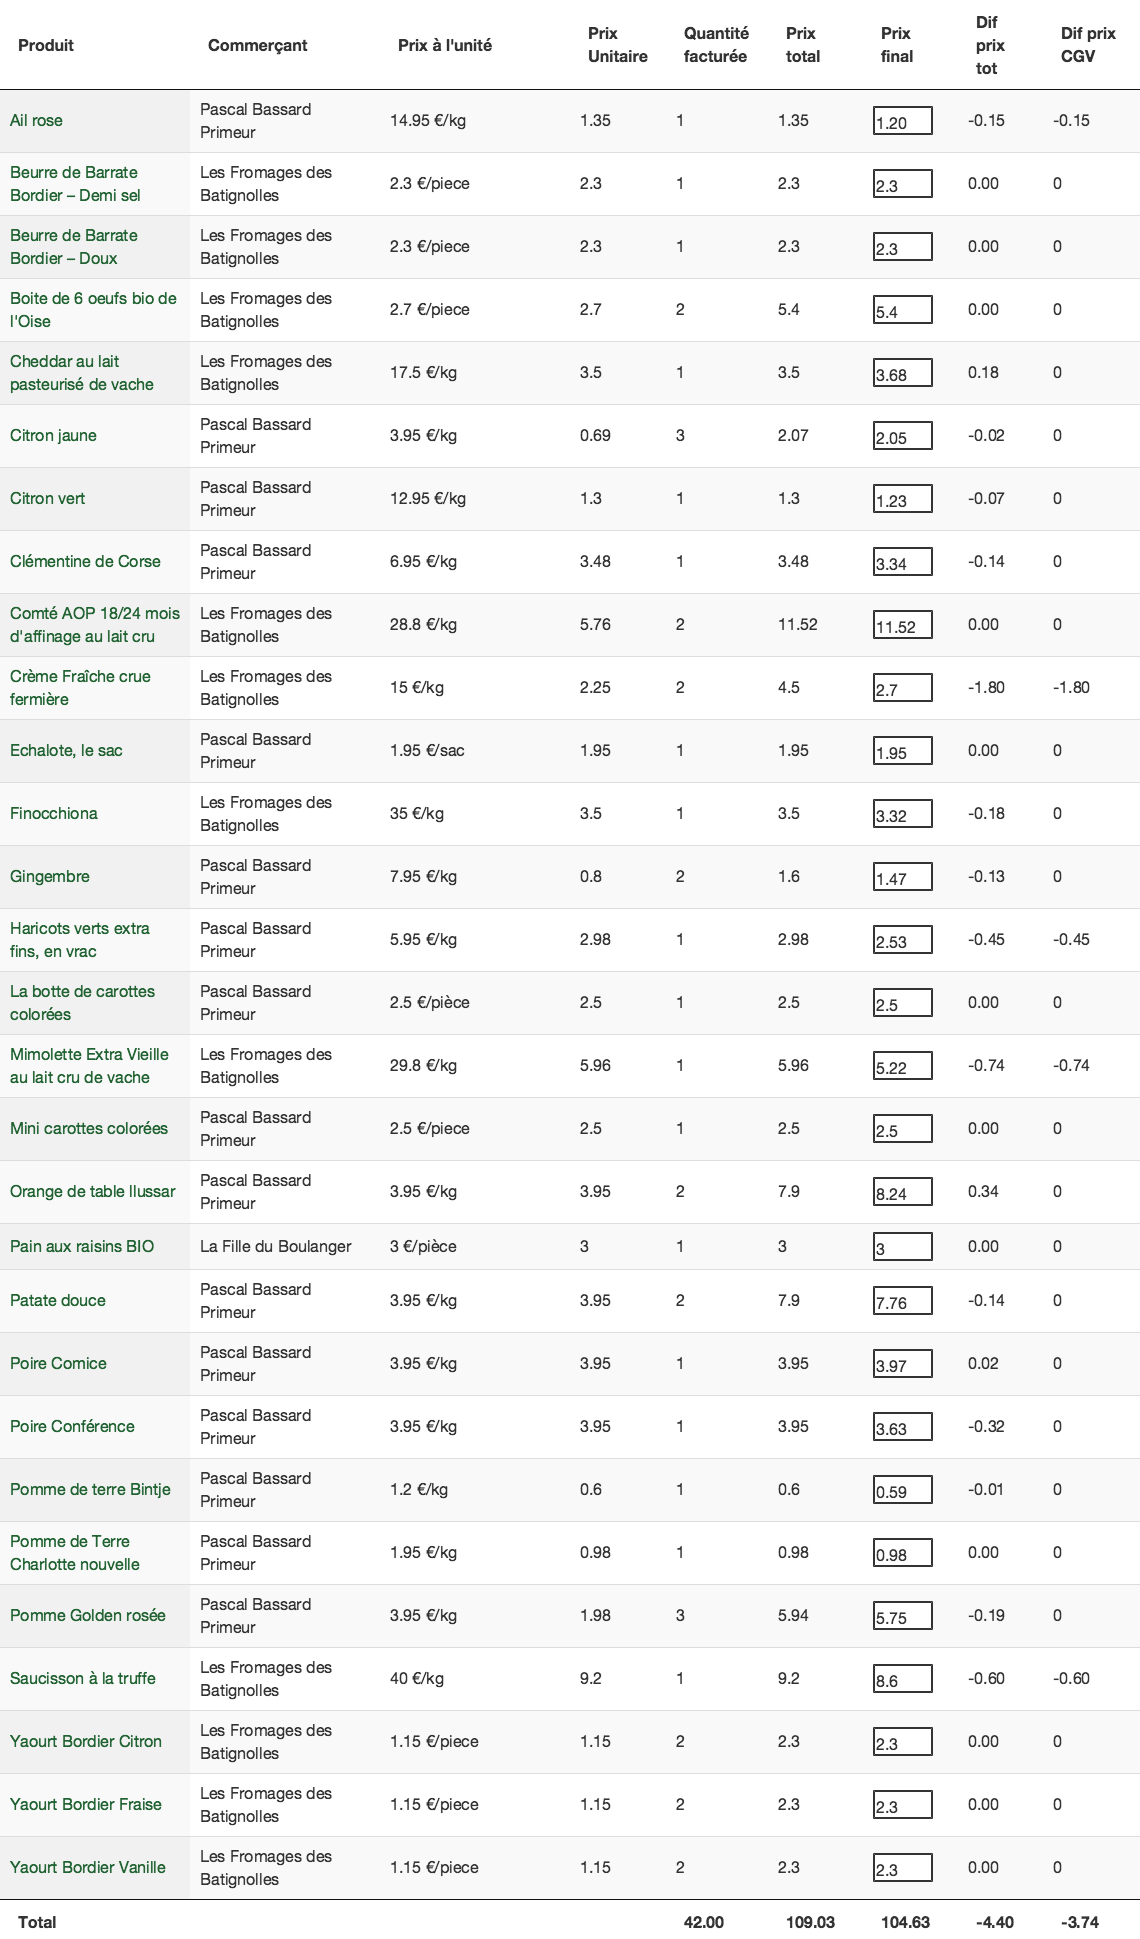 Produit Commerçant Prix à l'unité Prix Unitaire Quantité facturée Prix total Prix final Dif prix tot Dif prix CGV
Ail rose Pascal Bassard Primeur 14.95 €/kg 1.35 1 1.35 1.20 -0.15 -0.15
Beurre de Barrate Bordier – Demi sel Les Fromages des Batignolles 2.3 €/piece 2.3 1 2.3 2.3 0.00 0
Beurre de Barrate Bordier – Doux Les Fromages des Batignolles 2.3 €/piece 2.3 1 2.3 2.3 0.00 0
Boite de 6 oeufs bio de l'Oise Les Fromages des Batignolles 2.7 €/piece 2.7 2 5.4 5.4 0.00 0
Cheddar au lait pasteurisé de vache Les Fromages des Batignolles 17.5 €/kg 3.5 1 3.5 3.68 0.18 0
Citron jaune Pascal Bassard Primeur 3.95 €/kg 0.69 3 2.07 2.05 -0.02 0
Citron vert Pascal Bassard Primeur 12.95 €/kg 1.3 1 1.3 1.23 -0.07 0
Clémentine de Corse Pascal Bassard Primeur 6.95 €/kg 3.48 1 3.48 3.34 -0.14 0
Comté AOP 18/24 mois d'affinage au lait cru Les Fromages des Batignolles 28.8 €/kg 5.76 2 11.52 11.52 0.00 0
Crème Fraîche crue fermière Les Fromages des Batignolles 15 €/kg 2.25 2 4.5 2.7 -1.80 -1.80
Echalote, le sac Pascal Bassard Primeur 1.95 €/sac 1.95 1 1.95 1.95 0.00 0
Finocchiona Les Fromages des Batignolles 35 €/kg 3.5 1 3.5 3.32 -0.18 0
Gingembre Pascal Bassard Primeur 7.95 €/kg 0.8 2 1.6 1.47 -0.13 0
Haricots verts extra fins, en vrac Pascal Bassard Primeur 5.95 €/kg 2.98 1 2.98 2.53 -0.45 -0.45
La botte de carottes colorées Pascal Bassard Primeur 2.5 €/pièce 2.5 1 2.5 2.5 0.00 0
Mimolette Extra Vieille au lait cru de vache Les Fromages des Batignolles 29.8 €/kg 5.96 1 5.96 5.22 -0.74 -0.74
Mini carottes colorées Pascal Bassard Primeur 2.5 €/piece 2.5 1 2.5 2.5 0.00 0
Orange de table llussar Pascal Bassard Primeur 3.95 €/kg 3.95 2 7.9 8.24 0.34 0
Pain aux raisins BIO La Fille du Boulanger 3 €/pièce 3 1 3 3 0.00 0
Patate douce Pascal Bassard Primeur 3.95 €/kg 3.95 2 7.9 7.76 -0.14 0
Poire Comice Pascal Bassard Primeur 3.95 €/kg 3.95 1 3.95 3.97 0.02 0
Poire Conférence Pascal Bassard Primeur 3.95 €/kg 3.95 1 3.95 3.63 -0.32 0
Pomme de terre Bintje Pascal Bassard Primeur 1.2 €/kg 0.6 1 0.6 0.59 -0.01 0
Pomme de Terre Charlotte nouvelle Pascal Bassard Primeur 1.95 €/kg 0.98 1 0.98 0.98 0.00 0
Pomme Golden rosée Pascal Bassard Primeur 3.95 €/kg 1.98 3 5.94 5.75 -0.19 0
Saucisson à la truffe Les Fromages des Batignolles 40 €/kg 9.2 1 9.2 8.6 -0.60 -0.60
Yaourt Bordier Citron Les Fromages des Batignolles 1.15 €/piece 1.15 2 2.3 2.3 0.00 0
Yaourt Bordier Fraise Les Fromages des Batignolles 1.15 €/piece 1.15 2 2.3 2.3 0.00 0
Yaourt Bordier Vanille Les Fromages des Batignolles 1.15 €/piece 1.15 2 2.3 2.3 0.00 0
Total 42.00 109.03 104.63 -4.40 -3.74